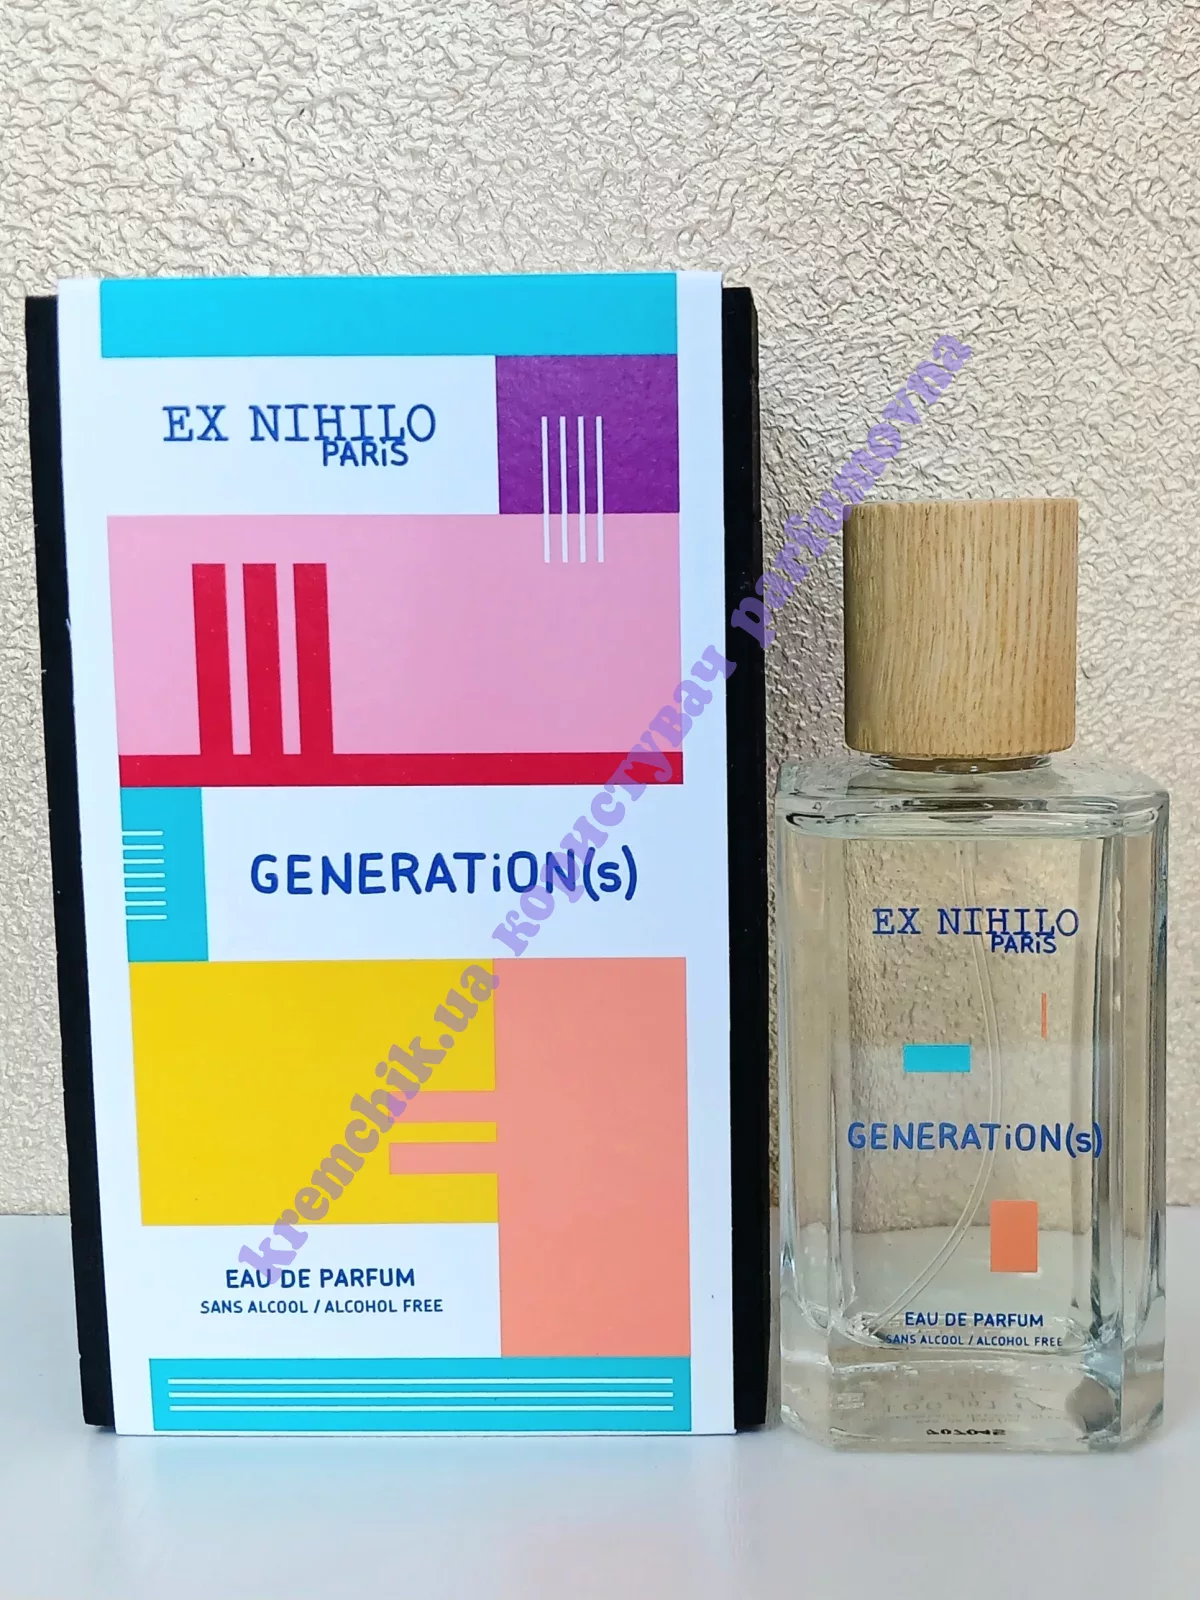 EX NIHILO
PARiS
GENERATiON(s)
EAU DE PARFUM
SANS ALCOOL / ALCOHOL FREE
EX NIHILO
PARiS
GENERATiON(s)
EAU DE PARFUM
SANS ALCOOL / ALCOHOL FREE
kremchik.ua користувач parfumovna